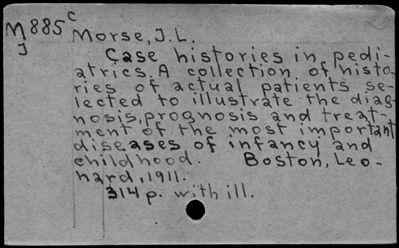 M885c Morse, J.L.
J
Case histories in pedi-
atrics. A collection of histo-
ries of actual patients se-
lected to illustrate the diag-
nosis, prognosis and treat-
ment of the most important
diseases of infancy and
childhood. Boston, Leo-
nard, 1911.
314 p. with ill.